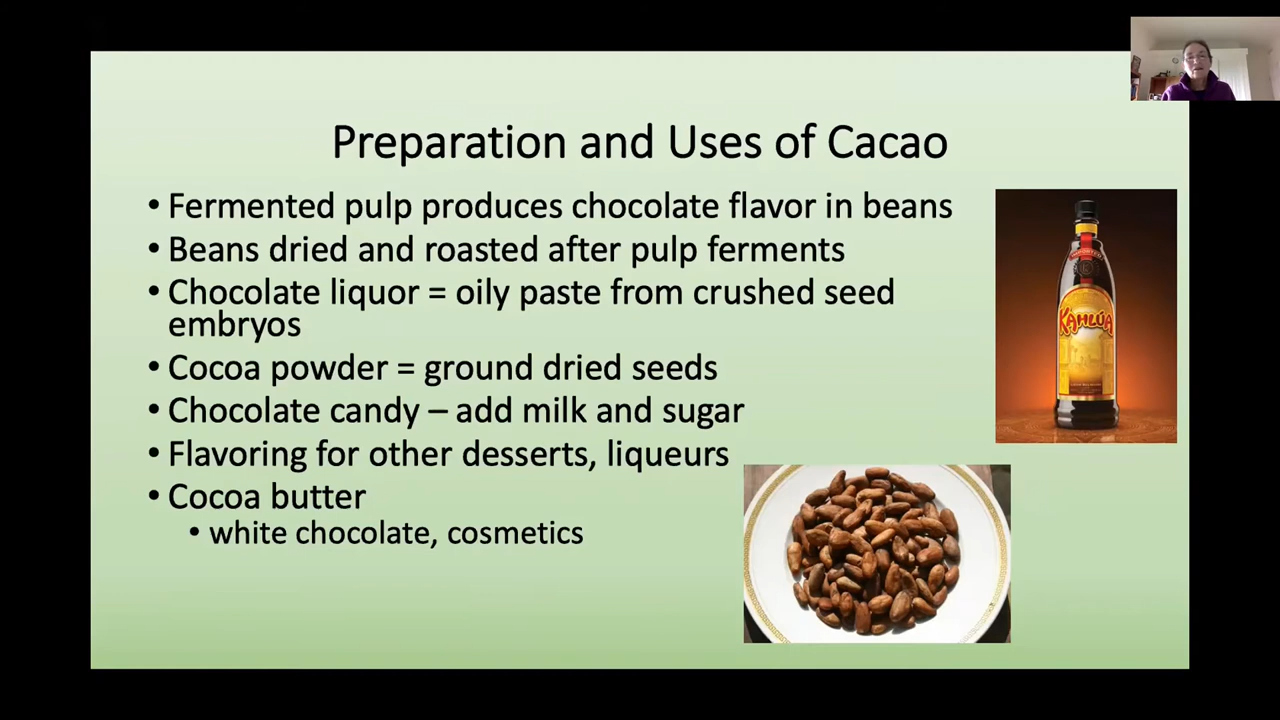 Preparation and Uses of Cacao
• Fermented pulp produces chocolate flavor in beans
• Beans dried and roasted after pulp ferments
• Chocolate liquor = oily paste from crushed seed
embryos
• Cocoa powder = ground dried seeds
• Chocolate candy – add milk and sugar
• Flavoring for other desserts, liqueurs
• Cocoa butter
• white chocolate, cosmetics
KAHLÚA